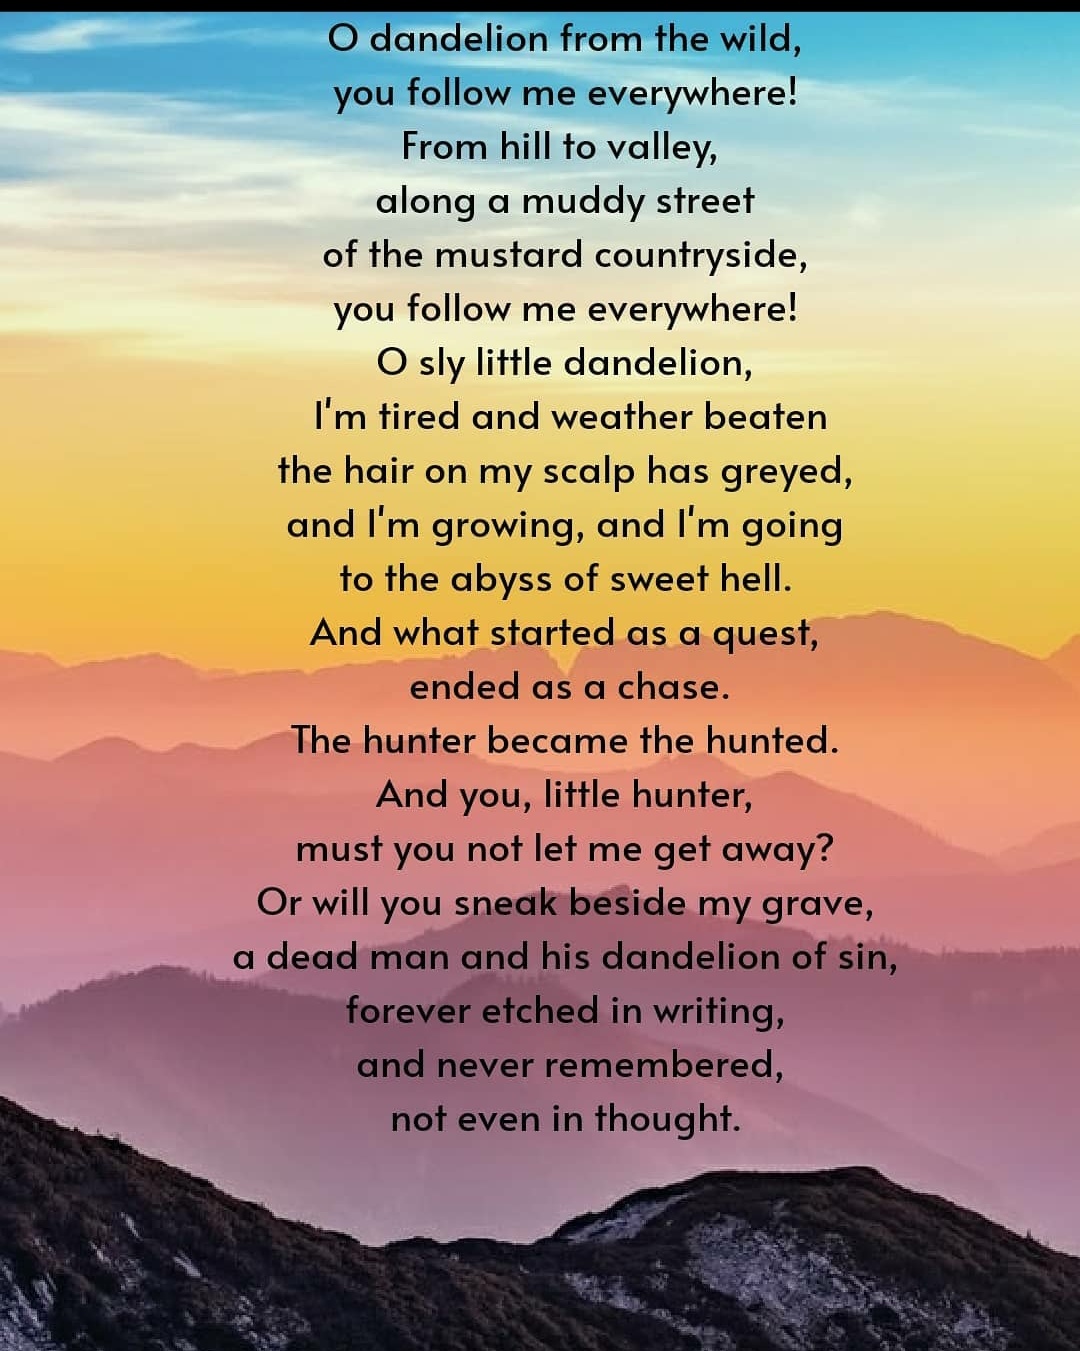 O dandelion from the wild,
you follow me everywhere!
From hill to valley,
along a muddy street
of the mustard countryside,
you follow me everywhere!
O sly little dandelion,
I'm tired and weather beaten
the hair on my scalp has greyed,
and I'm growing, and I'm going
to the abyss of sweet hell.
And what started as a quest,
ended as a chase.
The hunter became the hunted.
And you, little hunter,
must you not let me get away?
Or will you sneak beside my grave,
a dead man and his dandelion of sin,
forever etched in writing,
and never remembered,
not even in thought.